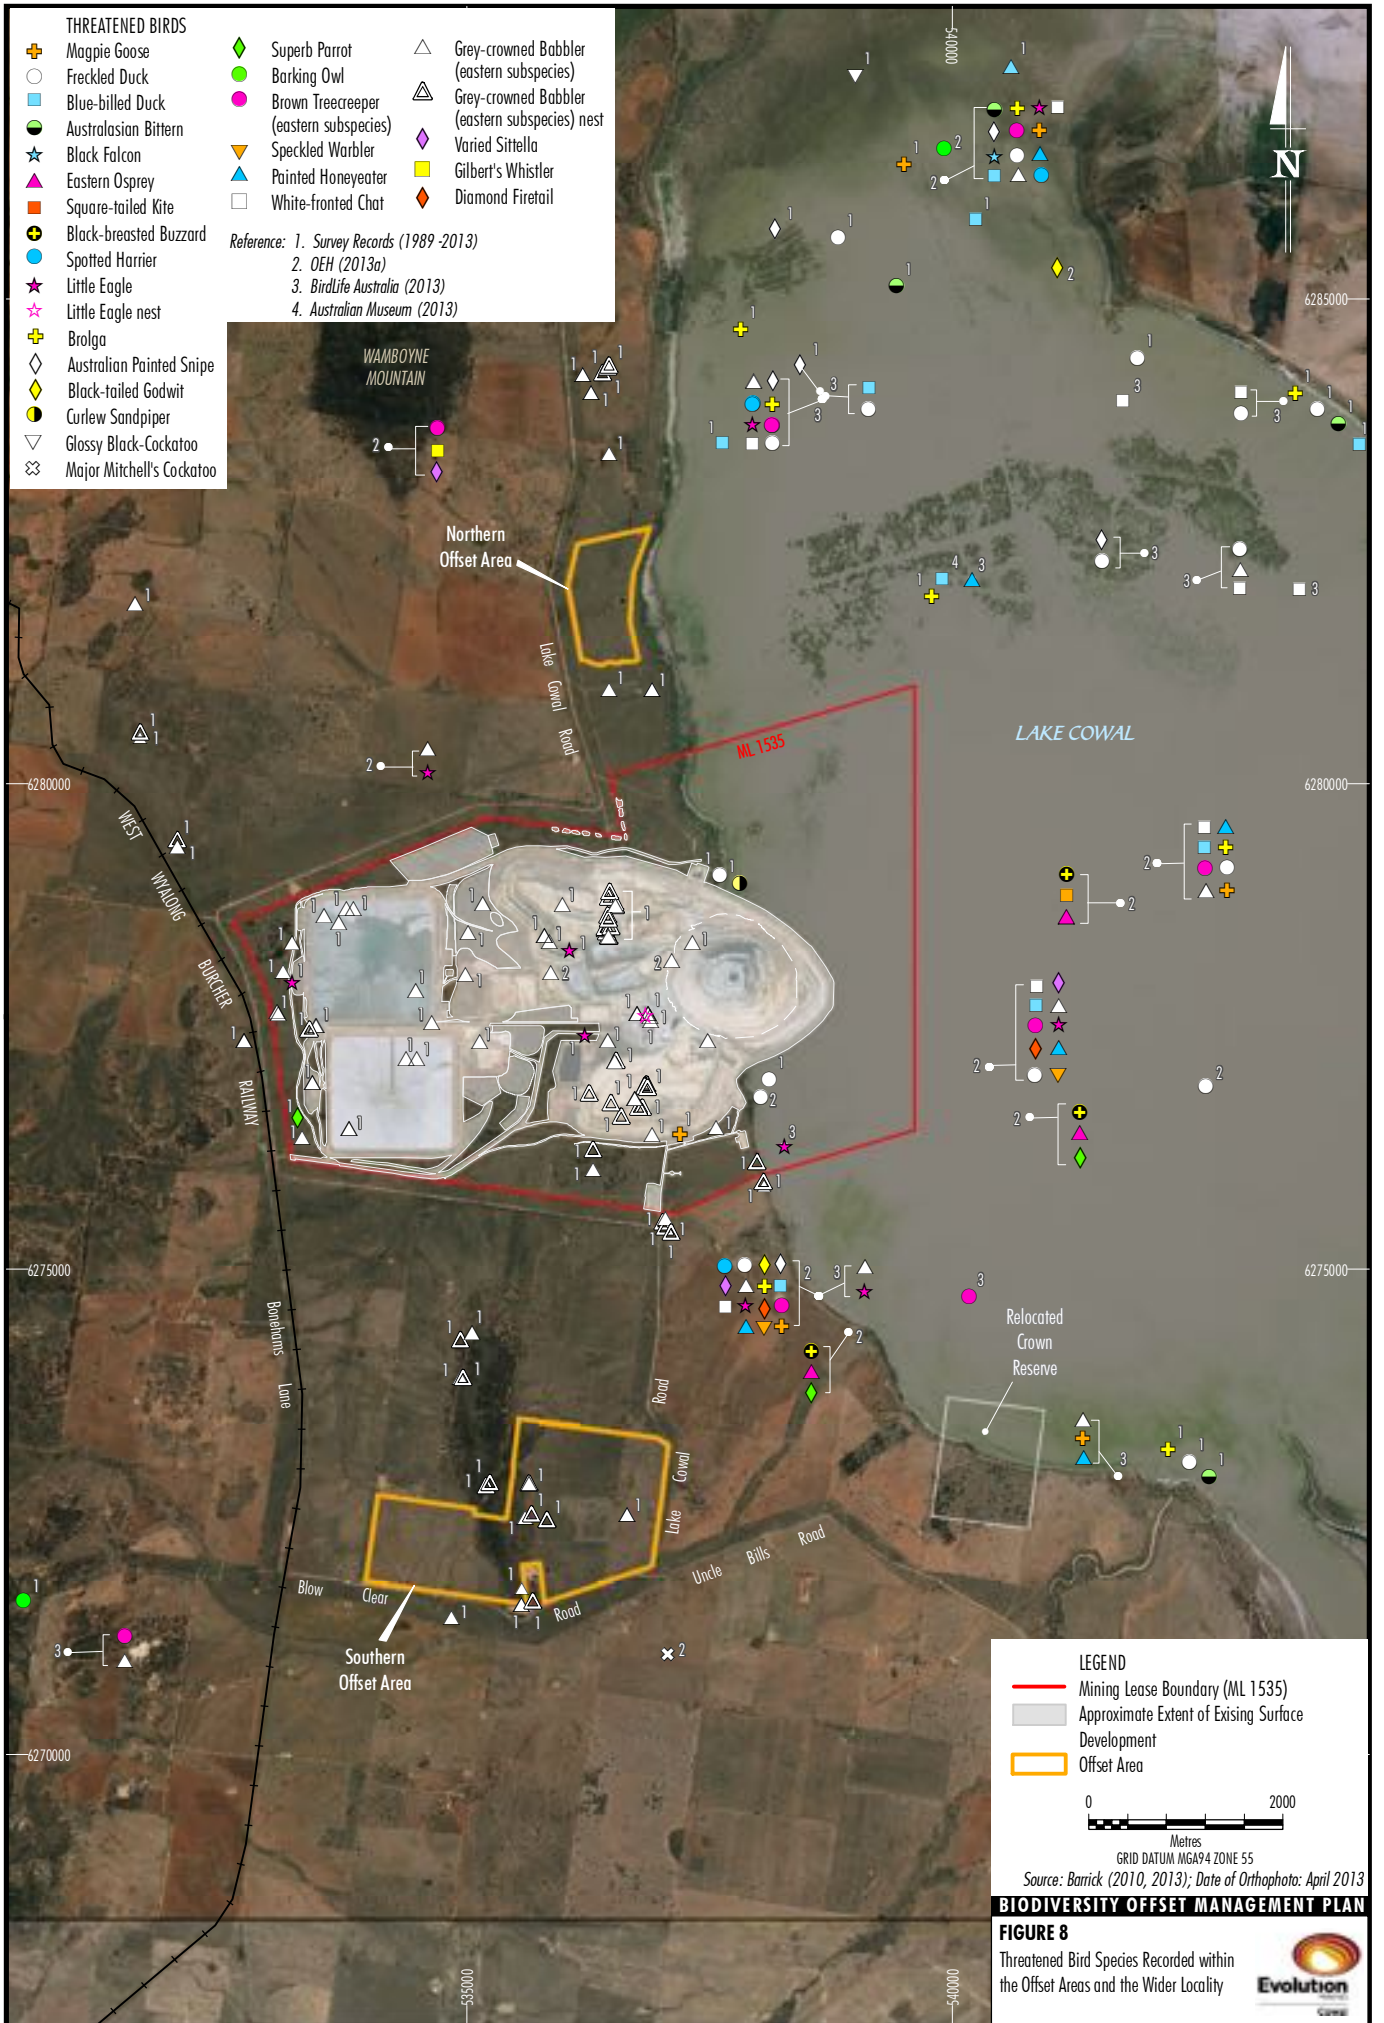 THREATENED BIRDS
Magpie Goose
Freckled Duck
Blue-billed Duck
Australasian Bittern
Black Falcon
Eastern Osprey
Square-tailed Kite
Black-breasted Buzzard
Spotted Harrier
Little Eagle
Little Eagle nest
Brolga
Australian Painted Snipe
Black-tailed Godwit
Curlew Sandpiper
Glossy Black-Cockatoo
Major Mitchell's Cockatoo
Superb Parrot
Barking Owl
Brown Treecreeper
(eastern subspecies)
Speckled Warbler
Painted Honeyeater
White-fronted Chat
Grey-crowned Babbler
(eastern subspecies)
Grey-crowned Babbler
(eastern subspecies) nest
Varied Sittella
Gilbert's Whistler
Diamond Firetail
Reference: 1. Survey Records (1989 -2013)
2. OEH (2013a)
3. BirdLife Australia (2013)
4. Australian Museum (2013)
540000
N
6285000
WAMBOYNE
MOUNTAIN
Northern
Offset Area
Lake Cowal Road
ML 1535
LAKE COWAL
6280000
6280000
WEST WYALONG BURCHER RAILWAY
6275000
6275000
Bonehams Lane
Relocated
Crown
Reserve
Lake Cowal Road
Uncle Bills Road
Blow Clear Road
Southern
Offset Area
6270000
LEGEND
Mining Lease Boundary (ML 1535)
Approximate Extent of Exising Surface
Development
Offset Area
0 2000
Metres
GRID DATUM MGA94 ZONE 55
Source: Barrick (2010, 2013); Date of Orthophoto: April 2013
BIODIVERSITY OFFSET MANAGEMENT PLAN
FIGURE 8
Threatened Bird Species Recorded within
the Offset Areas and the Wider Locality
Evolution
535000
540000